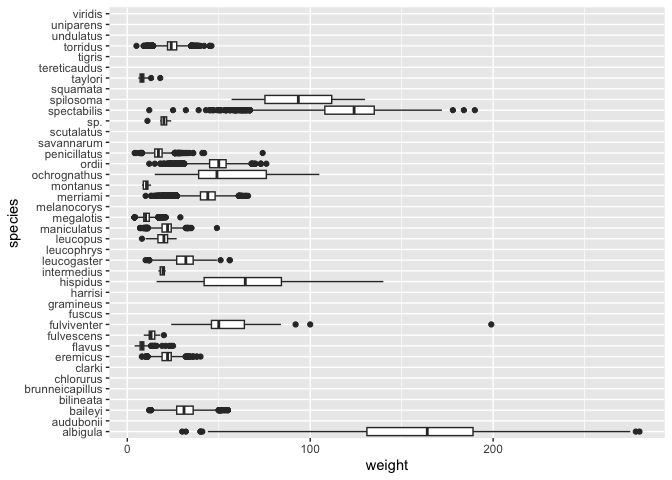 viridis
uniparens
undulatus
torridus
tigris
tereticaudus
taylori
squamata
spilosoma
spectabilis
sp.
scutalatus
savannarum
penicillatus
ordii
ochrognathus
montanus
merriami
melanocorys
megalotis
maniculatus
leucopus
leucophrys
leucogaster
intermedius
hispidus
harrisi
gramineus
fuscus
fulviventer
fulvescens
flavus
eremicus
clarki
chlorurus
brunneicapillus
bilineata
baileyi
audubonii
albigula
species
0 100 200
weight